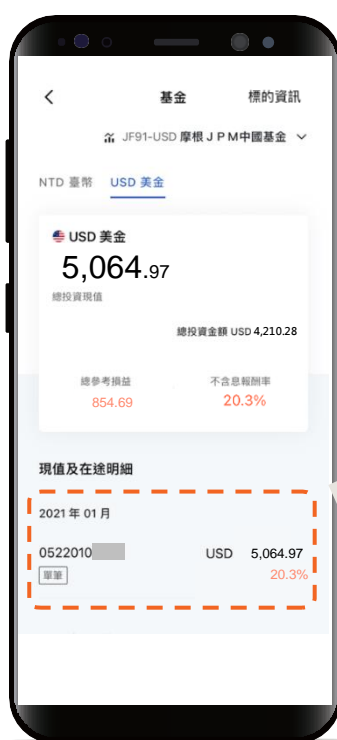 基金 標的資訊
JF91-USD 摩根 J P M中國基金
NTD 臺幣 USD 美金
USD 美金
5,064.97
總投資現值
總投資金額 USD 4,210.28
總參考損益 不含息報酬率
854.69 20.3%
現值及在途明細
2021 年 01 月
0522010 USD 5,064.97
單筆 20.3%